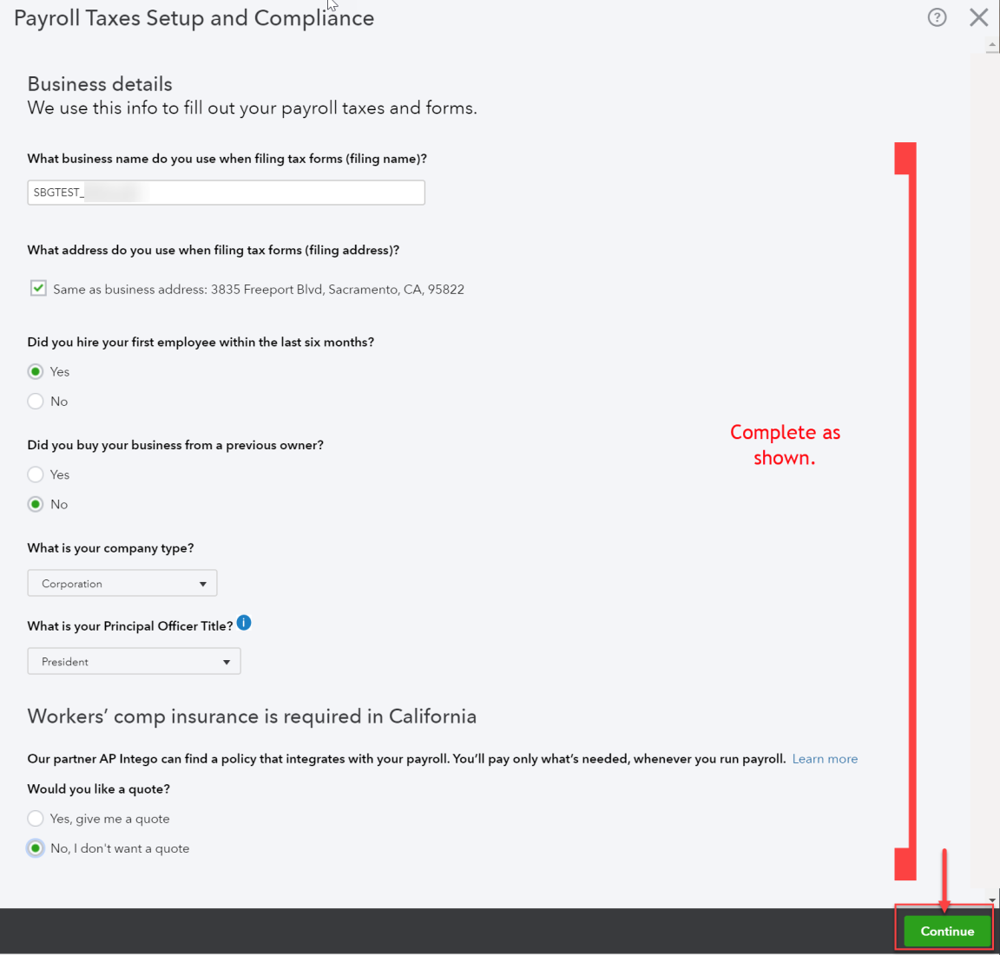 Payroll Taxes Setup and Compliance
Business details
We use this info to fill out your payroll taxes and forms.
What business name do you use when filing tax forms (filing name)?
SBGTEST_
What address do you use when filing tax forms (filing address)?
Same as business address: 3835 Freeport Blvd, Sacramento, CA, 95822
Did you hire your first employee within the last six months?
Yes
No
Complete as
shown.
Did you buy your business from a previous owner?
Yes
No
What is your company type?
Corporation
What is your Principal Officer Title?
President
Workers’ comp insurance is required in California
Our partner AP Intego can find a policy that integrates with your payroll. You’ll pay only what’s needed, whenever you run payroll. Learn more
Would you like a quote?
Yes, give me a quote
No, I don't want a quote
Continue